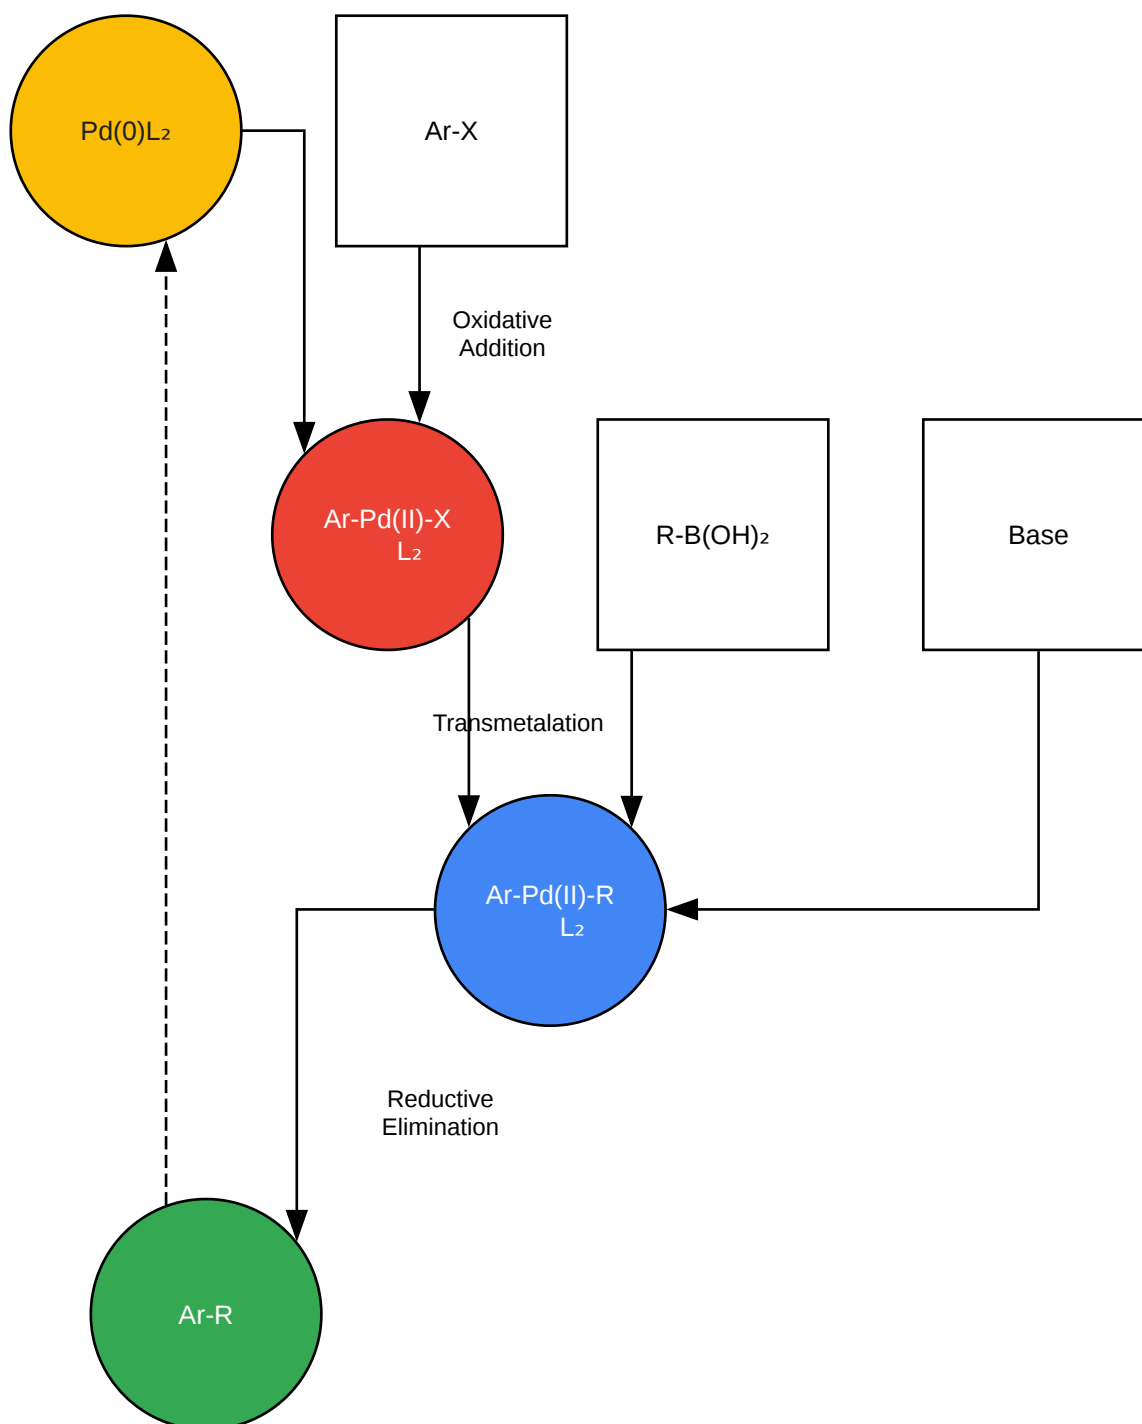 Pd(0)L₂
Ar-X
Oxidative
Addition
Ar-Pd(II)-X
L₂
R-B(OH)₂
Base
Transmetalation
Ar-Pd(II)-R
L₂
Reductive
Elimination
Ar-R